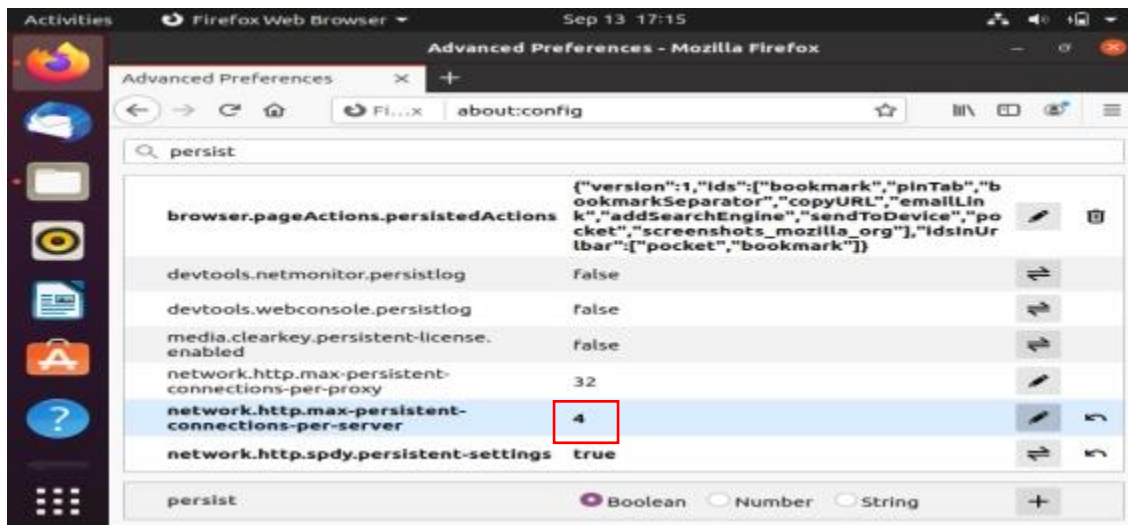 Activities
Firefox Web Browser
Sep 13 17:15
Advanced Preferences - Mozilla Firefox
Advanced Preferences
Fi...x
about:config
persist
browser.pageActions.persistedActions
{"version":1,"ids":["bookmark","pinTab","b
ookmarkSeparator","copyURL","emailLin
k","addSearchEngine","sendToDevice","po
cket","screenshots_mozilla_org"],"idsInUr
lbar":["pocket","bookmark"]}
devtools.netmonitor.persistlog
false
devtools.webconsole.persistlog
false
media.clearkey.persistent-license.
enabled
false
network.http.max-persistent-
connections-per-proxy
32
network.http.max-persistent-
connections-per-server
4
network.http.spdy.persistent-settings
true
persist
Boolean
Number
String